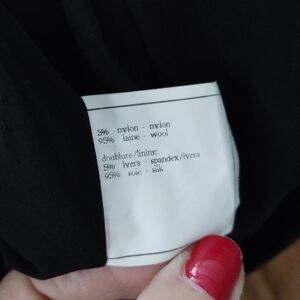 5% nylon - nylon
95% laine - wool
doublure/lining:
5% lycra - spandex/lycra
95% soie - silk